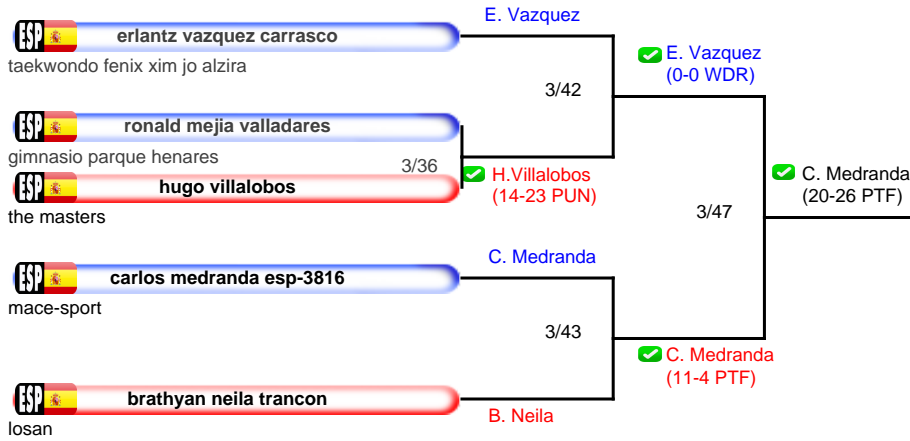 E. Vazquez
ESP erlantz vazquez carrasco
taekwondo fenix xim jo alzira
E. Vazquez
(0-0 WDR)
3/42
ESP ronald mejia valladares
gimnasio parque henares
3/36
H.Villalobos
(14-23 PUN)
ESP hugo villalobos
the masters
C. Medranda
(20-26 PTF)
3/47
C. Medranda
ESP carlos medranda esp-3816
mace-sport
3/43
C. Medranda
(11-4 PTF)
ESP brathyan neila trancon
B. Neila
losan